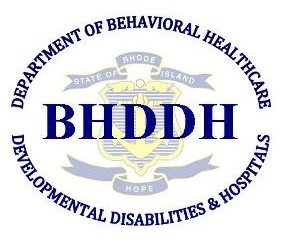 DEPARTMENT OF BEHAVIORAL HEALTHCARE
RHODE
STATE OF ISLAND
BHDDH
HOPE
DEVELOPMENTAL DISABILITIES & HOSPITALS